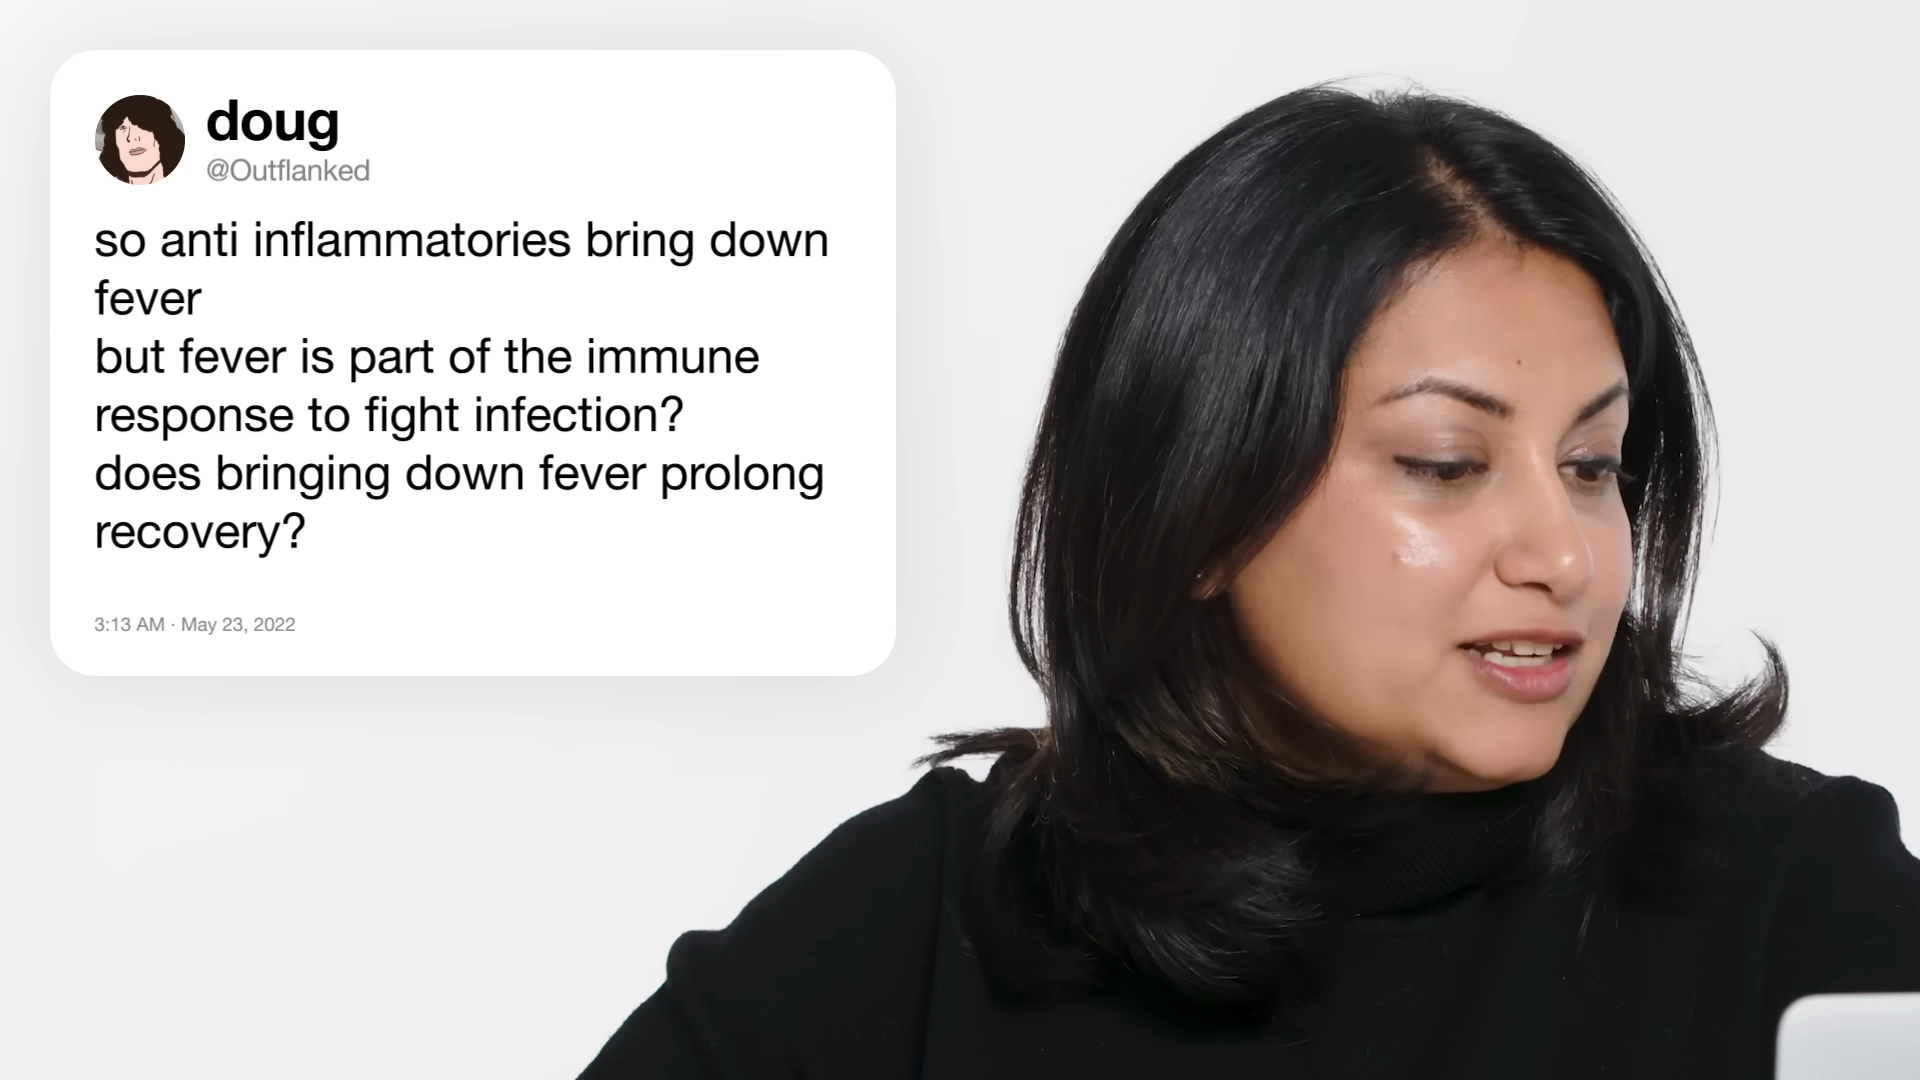 doug
@Outflanked
so anti inflammatories bring down
fever
but fever is part of the immune
response to fight infection?
does bringing down fever prolong
recovery?
3:13 AM · May 23, 2022